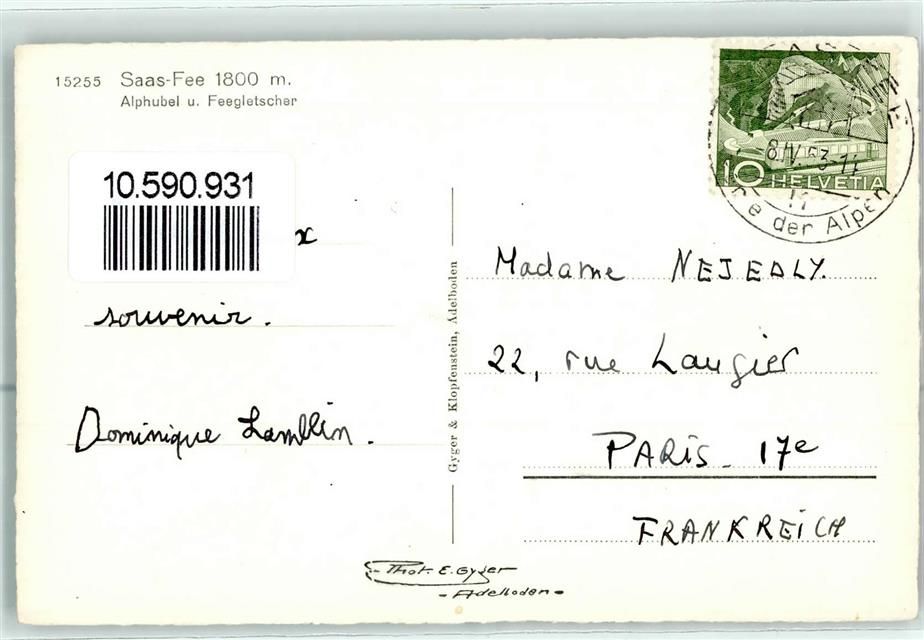 15255 Saas-Fee 1800 m.
Alphubel u. Feegletscher
10.590.931
x
souvenir.
Dominique Lamblin.
Gyger & Klopfenstein, Adelboden
10 HELVETIA
der Alpen
Madame NEJEDLY.
22, rue Laugier
PARIS - 17e
FRANKREICH
Phot. E. Gyger
- Adelboden -